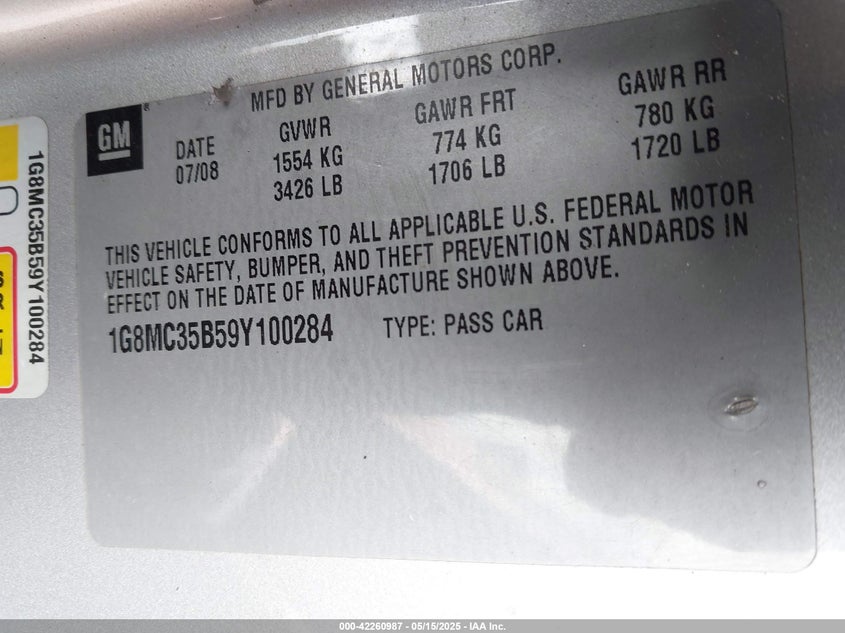 MFD BY GENERAL MOTORS CORP.
GM
DATE GVWR GAWR FRT GAWR RR
07/08 1554 KG 774 KG 780 KG
3426 LB 1706 LB 1720 LB
THIS VEHICLE CONFORMS TO ALL APPLICABLE U.S. FEDERAL MOTOR
VEHICLE SAFETY, BUMPER, AND THEFT PREVENTION STANDARDS IN
EFFECT ON THE DATE OF MANUFACTURE SHOWN ABOVE.
1G8MC35B59Y100284 TYPE: PASS CAR
1G8MC35B59Y100284
000-42260987 - 05/15/2025 - IAA Inc.